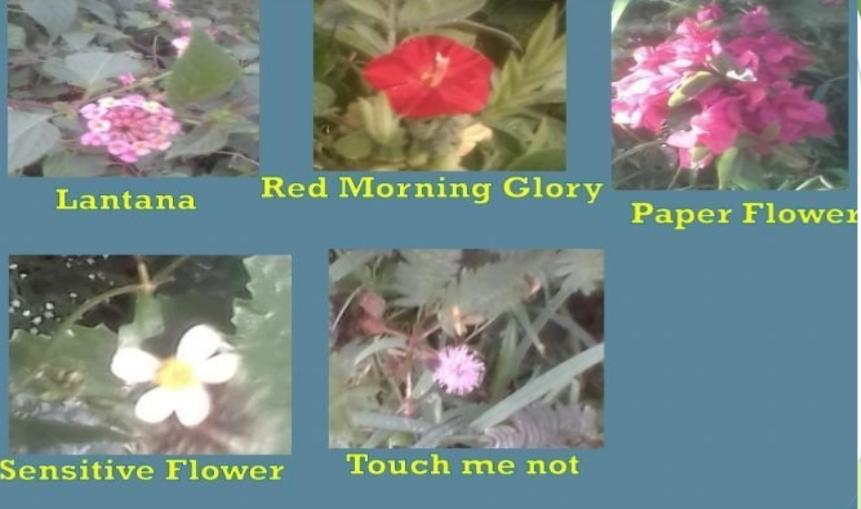 Lantana
Red Morning Glory
Paper Flower
Sensitive Flower
Touch me not